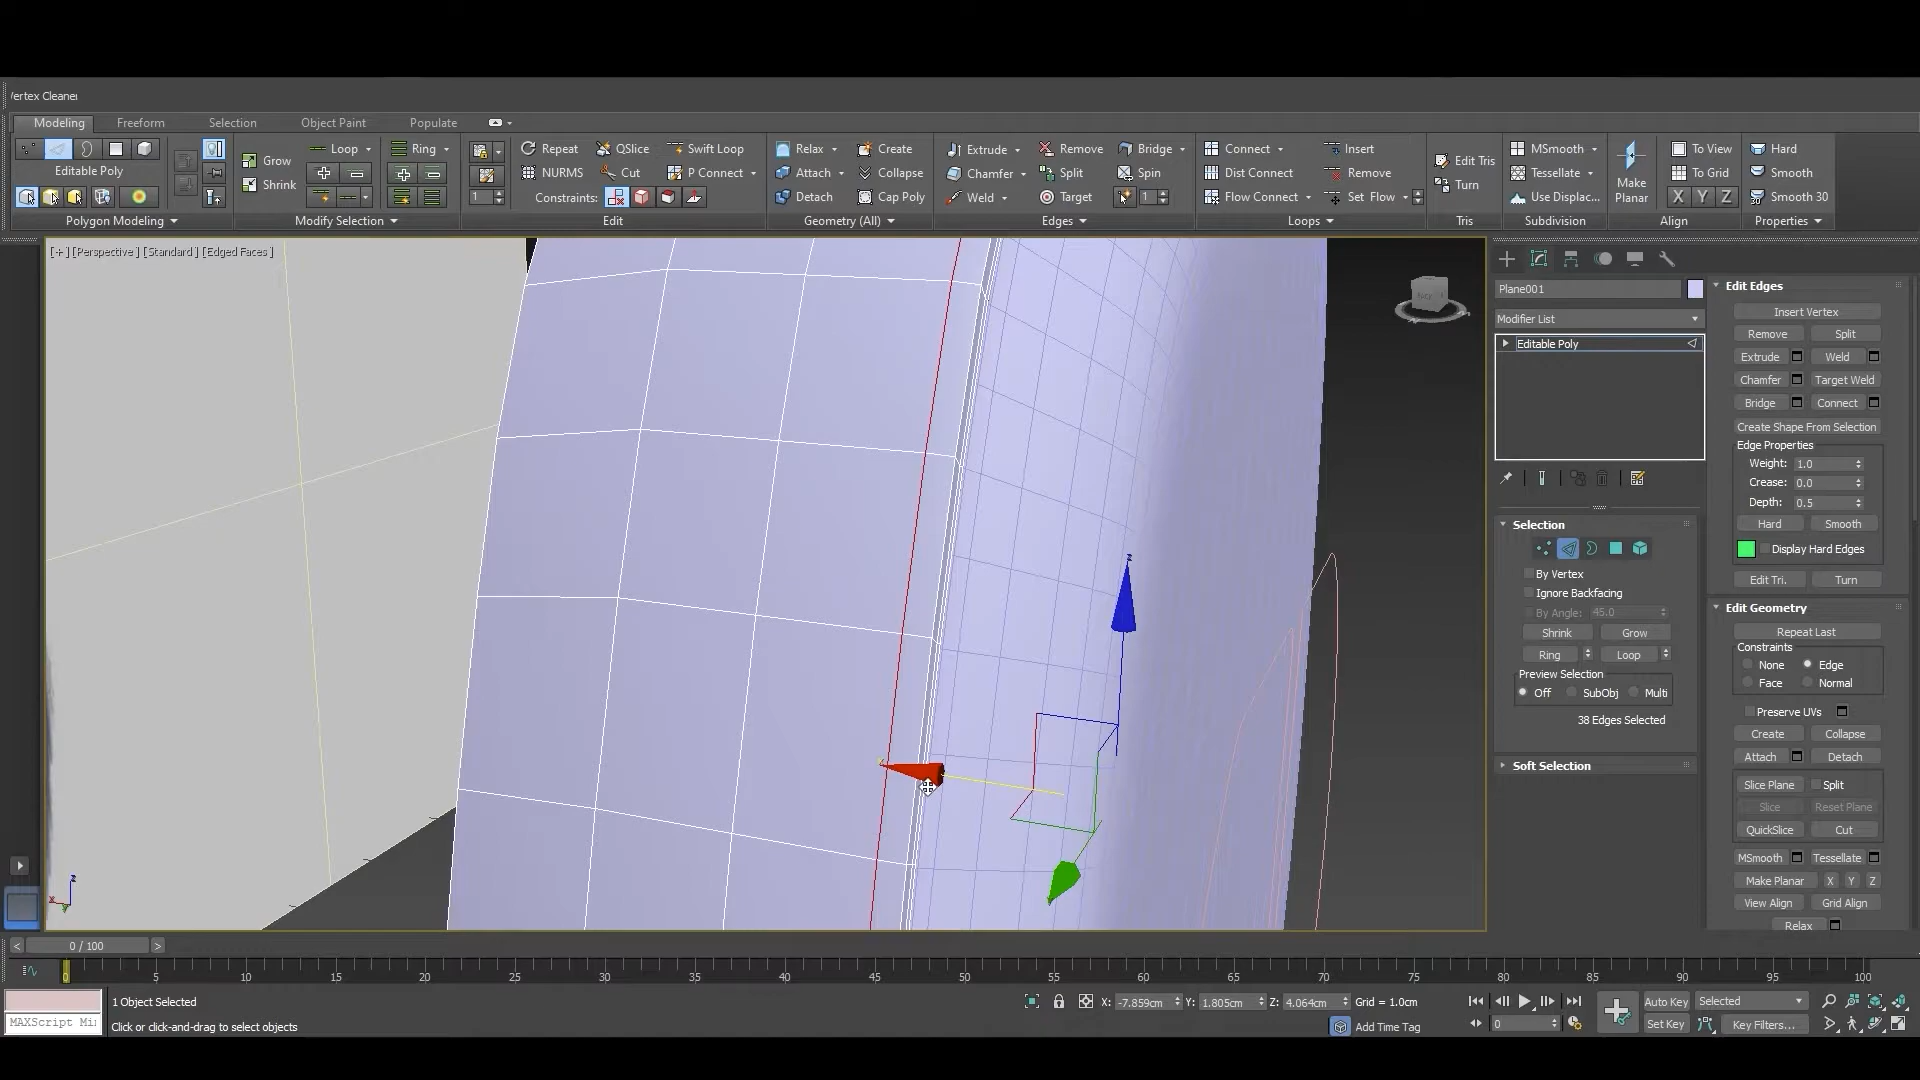 Vertex Cleaner
Modeling Freeform Selection Object Paint Populate
Loop Ring Repeat QSlice Swift Loop Relax Create Extrude Remove Bridge Connect Insert MSmooth To View Hard
Grow NURMS Cut P Connect Attach Collapse Chamfer Split Spin Dist Connect Remove Edit Tris Tessellate Make Planar To Grid Smooth
Editable Poly Shrink 1 Constraints: Detach Cap Poly Weld Target 1 Flow Connect Set Flow Turn Use Displac... X Y Z Smooth 30
Polygon Modeling Modify Selection Edit Geometry (All) Edges Loops Tris Subdivision Align Properties
[+] [Perspective ] [Standard ] [Edged Faces ]
Plane001
Modifier List
Editable Poly
Selection
By Vertex
Ignore Backfacing
By Angle: 45.0
Shrink Grow
Ring Loop
Preview Selection
Off SubObj Multi
38 Edges Selected
Soft Selection
Edit Edges
Insert Vertex
Remove Split
Extrude Weld
Chamfer Target Weld
Bridge Connect
Create Shape From Selection
Edge Properties
Weight: 1.0
Crease: 0.0
Depth: 0.5
Hard Smooth
Display Hard Edges
Edit Tri. Turn
Edit Geometry
Repeat Last
Constraints
None Edge
Face Normal
Preserve UVs
Create Collapse
Attach Detach
Slice Plane Split
Slice Reset Plane
QuickSlice Cut
MSmooth Tessellate
Make Planar X Y Z
View Align Grid Align
Relax
z
x
z
x
y
< 0 / 100 >
0 5 10 15 20 25 30 35 40 45 50 55 60 65 70 75 80 85 90 95 100
1 Object Selected X: -7.859cm Y: 1.805cm Z: 4.064cm Grid = 1.0cm Auto Key Selected
MAXScript Mi Click or click-and-drag to select objects Add Time Tag 0 Set Key Key Filters...